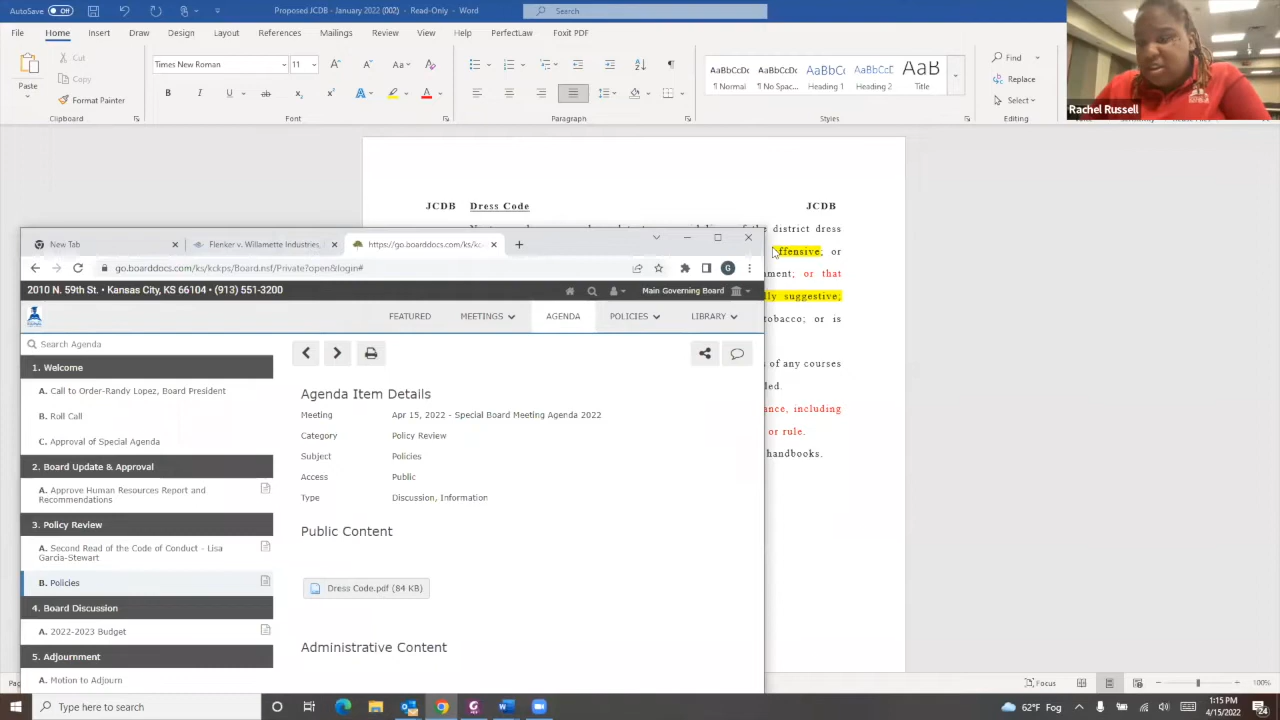 AutoSave Off Proposed JCDB - January 2022 (002) - Read-Only - Word Search
File Home Insert Draw Design Layout References Mailings Review View Help PerfectLaw Foxit PDF
Paste Cut Copy Format Painter
Times New Roman 11
Clipboard Font Paragraph
AaBbCcDc AaBbCcDc AaBbCc AaBbCcD AaB
¶ Normal ¶ No Spac... Heading 1 Heading 2 Title
Styles
Find
Replace
Select
Editing
Rachel Russell
JCDB Dress Code JCDB
the district dress
ffensive; or
nment; or that
lly suggestive;
tobacco; or is
of any courses
led.
nce, including
or rule.
handbooks.
New Tab
Flenker v. Willamette Industries,
https://go.boarddocs.com/ks/kc
go.boarddocs.com/ks/kckps/Board.nsf/Private?open&login#
2010 N. 59th St. • Kansas City, KS 66104 • (913) 551-3200
Main Governing Board
FEATURED MEETINGS AGENDA POLICIES LIBRARY
Search Agenda
1. Welcome
A. Call to Order-Randy Lopez, Board President
B. Roll Call
C. Approval of Special Agenda
2. Board Update & Approval
A. Approve Human Resources Report and
Recommendations
3. Policy Review
A. Second Read of the Code of Conduct - Lisa
Garcia-Stewart
B. Policies
4. Board Discussion
A. 2022-2023 Budget
5. Adjournment
A. Motion to Adjourn
Agenda Item Details
Meeting Apr 15, 2022 - Special Board Meeting Agenda 2022
Category Policy Review
Subject Policies
Access Public
Type Discussion, Information
Public Content
Dress Code.pdf (84 KB)
Administrative Content
Focus 100%
Type here to search
62°F Fog
1:15 PM
4/15/2022
24